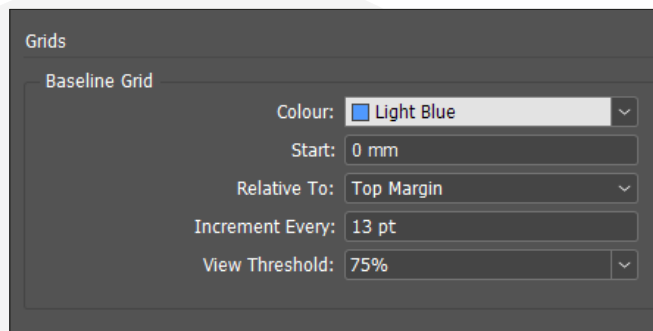 Grids
Baseline Grid
Colour: Light Blue
Start: 0 mm
Relative To: Top Margin
Increment Every: 13 pt
View Threshold: 75%